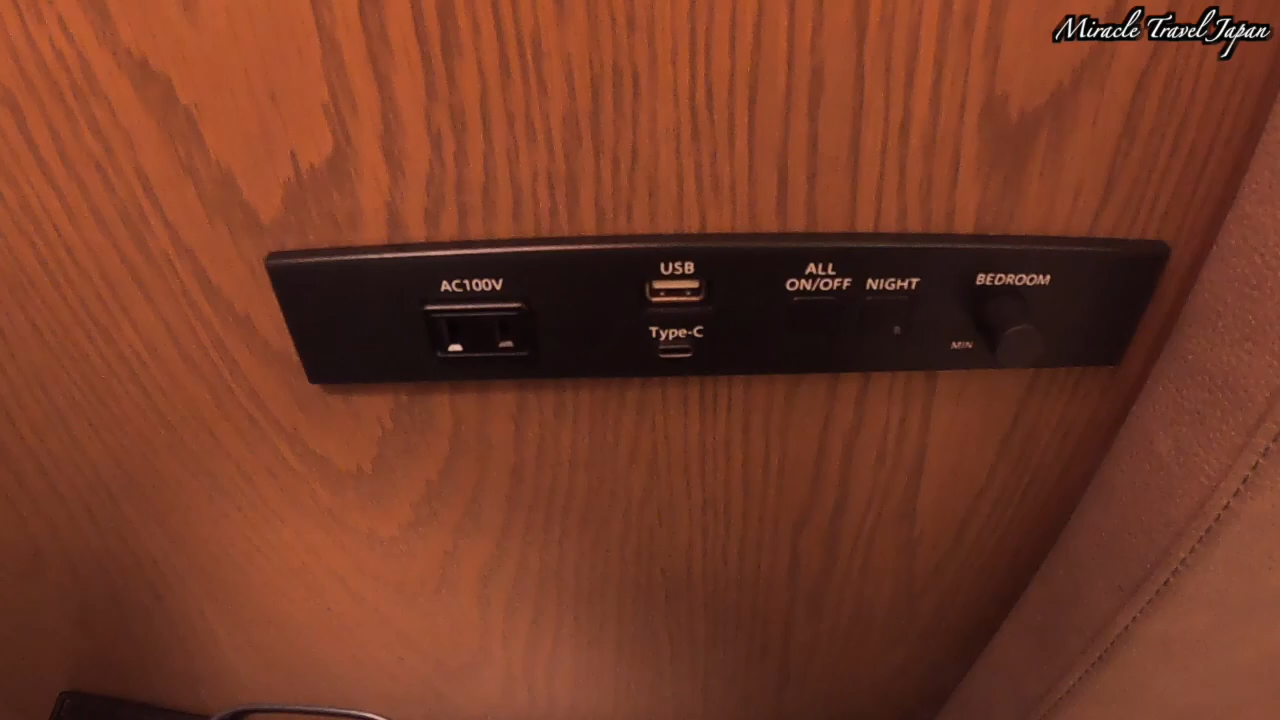 Miracle Travel Japan
AC100V
USB
Type-C
ALL
ON/OFF
NIGHT
BEDROOM
MIN